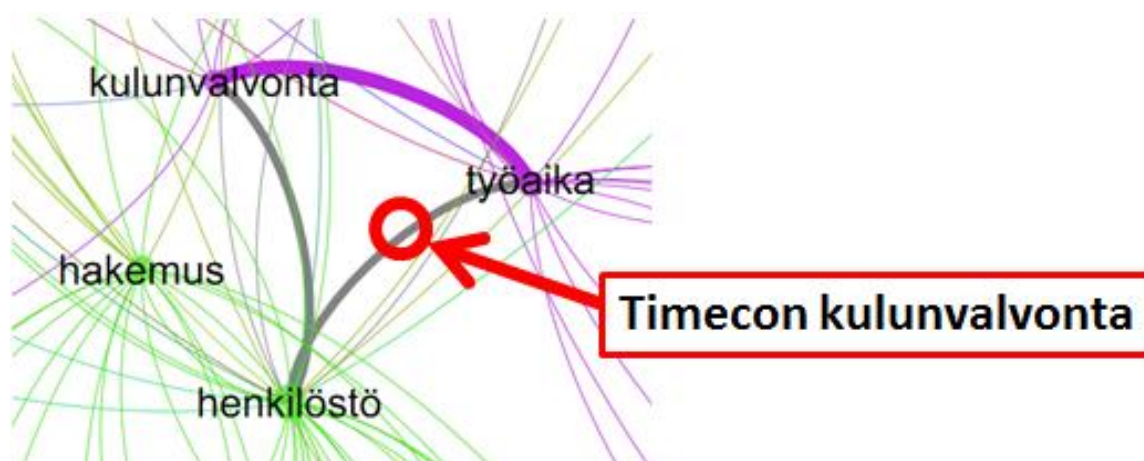 kulunvalvonta
työaika
hakemus
Timecon kulunvalvonta
henkilöstö